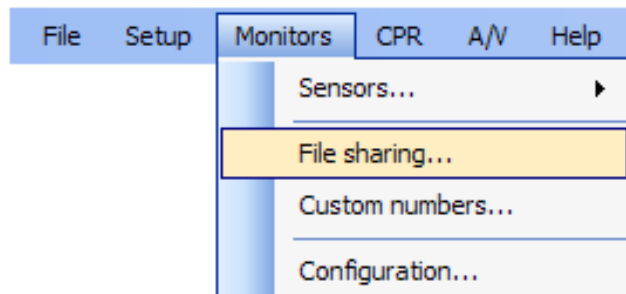 File Setup Monitors CPR A/V Help
Sensors...
File sharing...
Custom numbers...
Configuration...